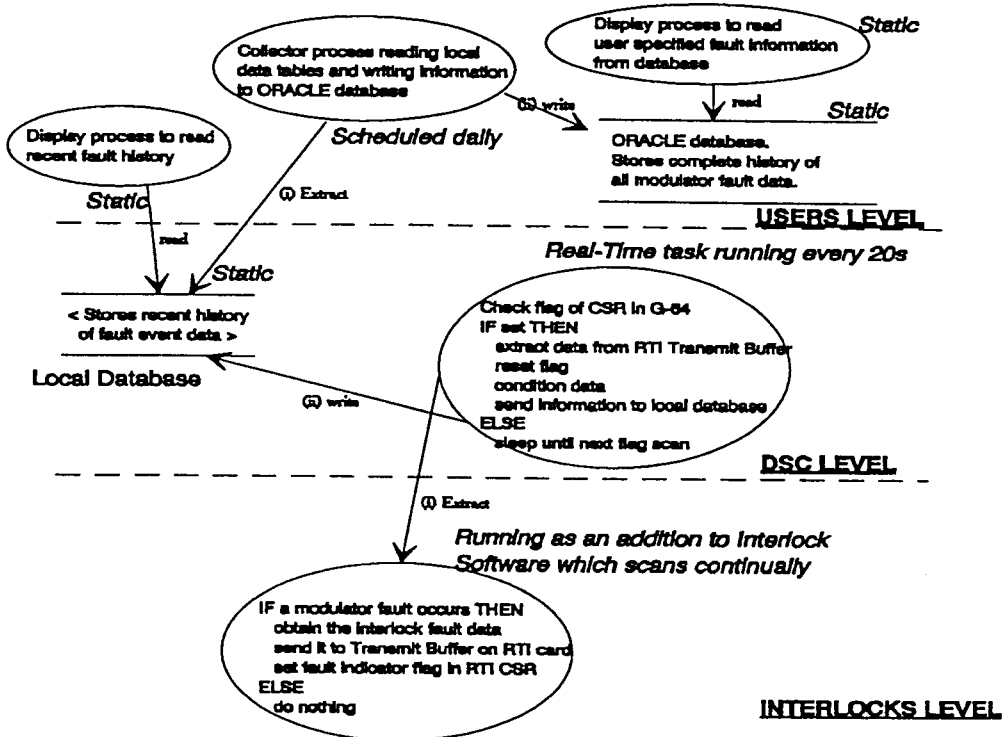 Display process to read
user specified fault information
from database
Static
Collector process reading local
data tables and writing information
to ORACLE database
(ii) write
read
Static
Display process to read
recent fault history
Scheduled daily
ORACLE database.
Stores complete history of
all modulator fault data.
Static
(i) Extract
USERS LEVEL
read
Real-Time task running every 20s
Static
< Stores recent history
of fault event data >
Local Database
Check flag of CSR in G-64
IF set THEN
extract data from RTI Transmit Buffer
reset flag
condition data
send information to local database
ELSE
sleep until next flag scan
(ii) write
DSC LEVEL
(i) Extract
Running as an addition to Interlock
Software which scans continually
IF a modulator fault occurs THEN
obtain the interlock fault data
send it to Transmit Buffer on RTI card
set fault indicator flag in RTI CSR
ELSE
do nothing
INTERLOCKS LEVEL